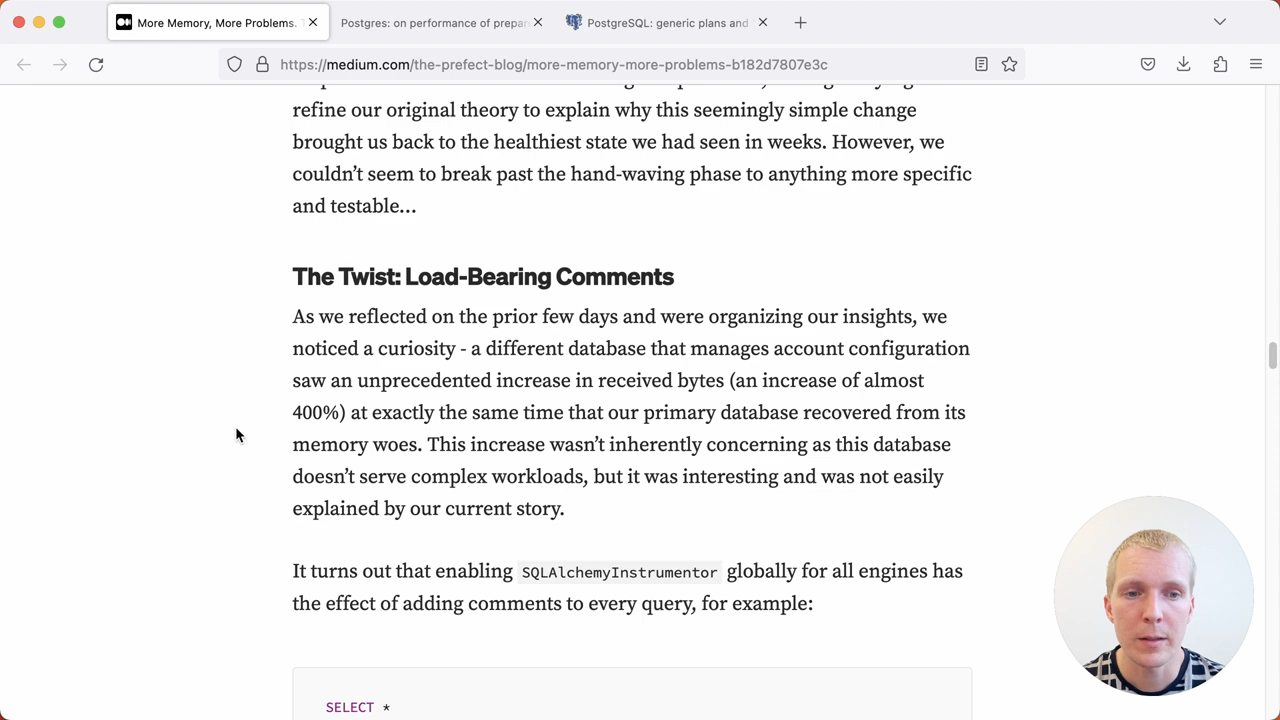 More Memory, More Problems. T
Postgres: on performance of prepar
PostgreSQL: generic plans and
https://medium.com/the-prefect-blog/more-memory-more-problems-b182d7807e3c
refine our original theory to explain why this seemingly simple change
brought us back to the healthiest state we had seen in weeks. However, we
couldn’t seem to break past the hand-waving phase to anything more specific
and testable…
The Twist: Load-Bearing Comments
As we reflected on the prior few days and were organizing our insights, we
noticed a curiosity - a different database that manages account configuration
saw an unprecedented increase in received bytes (an increase of almost
400%) at exactly the same time that our primary database recovered from its
memory woes. This increase wasn’t inherently concerning as this database
doesn’t serve complex workloads, but it was interesting and was not easily
explained by our current story.
It turns out that enabling SQLAlchemyInstrumentor globally for all engines has
the effect of adding comments to every query, for example:
SELECT *